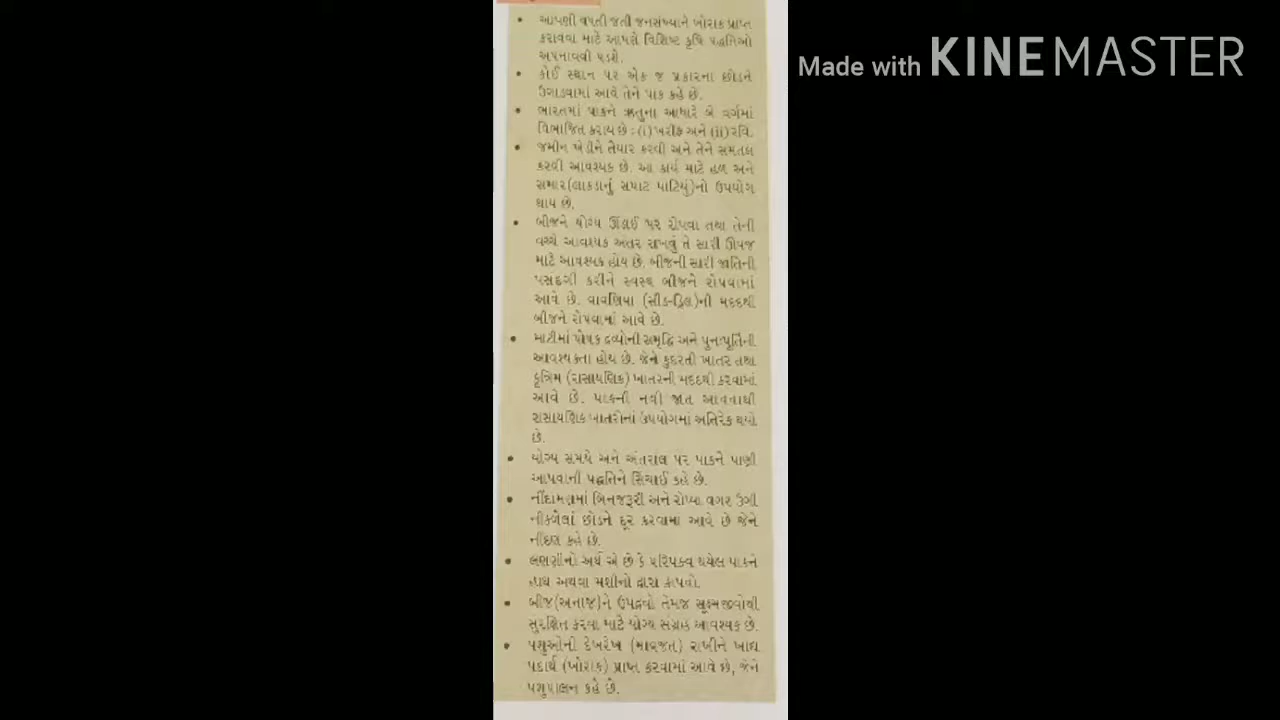 આપણી વધતી જતી જનસંખ્યાને ખોરાક પ્રાપ્ત
કરાવવા માટે આપણે વિશિષ્ટ કૃષિ પદ્ધતિઓ
અપનાવવી પડશે.
કોઈ સ્થાન પર એક જ પ્રકારના છોડને
ઉગાડવામાં આવે તેને પાક કહે છે.
ભારતમાં પાકને ઋતુના આધારે બે વર્ગમાં
વિભાજિત કરાય છે : (i) ખરીફ અને (ii) રવિ.
જમીન ખેડીને તૈયાર કરવી અને તેને સમતલ
કરવી આવશ્યક છે. આ કાર્ય માટે હળ અને
સમાર(લાકડાનું સપાટ પાટિયું)નો ઉપયોગ
થાય છે.
બીજને યોગ્ય ઊંડાઈ પર રોપવા તથા તેની
વચ્ચે આવશ્યક અંતર રાખવું તે સારી ઊપજ
માટે આવશ્યક હોય છે. બીજની સારી જાતિની
પસંદગી કરીને સ્વસ્થ બીજને રોપવામાં
આવે છે. વાવણિયા (સીડ-ડ્રિલ)ની મદદથી
બીજને રોપવામાં આવે છે.
માટીમાં પોષક દ્રવ્યોની સમૃદ્ધિ અને પુનઃપૂર્તિની
આવશ્યકતા હોય છે. જેને કુદરતી ખાતર તથા
કૃત્રિમ (રાસાયણિક) ખાતરની મદદથી કરવામાં
આવે છે. પાકની નવી જાત આવવાથી
રાસાયણિક ખાતરોનાં ઉપયોગમાં અતિરેક થયો
છે.
યોગ્ય સમયે અને અંતરાલ પર પાકને પાણી
આપવાની પદ્ધતિને સિંચાઈ કહે છે.
નીંદામણમાં બિનજરૂરી અને રોપ્યા વગર ઉગી
નીકળેલાં છોડને દૂર કરવામાં આવે છે જેને
નીંદણ કહે છે.
લણણીનો અર્થ એ છે કે પરિપક્વ થયેલ પાકને
હાથ અથવા મશીનો દ્વારા કાપવો.
બીજ(અનાજ)ને ઉપદ્રવો તેમજ સૂક્ષ્મજીવોથી
સુરક્ષિત કરવા માટે યોગ્ય સંગ્રહ આવશ્યક છે.
પશુઓની દેખરેખ (માવજત) રાખીને ખાદ્ય
પદાર્થ (ખોરાક) પ્રાપ્ત કરવામાં આવે છે, જેને
પશુપાલન કહે છે.
Made with KINEMASTER